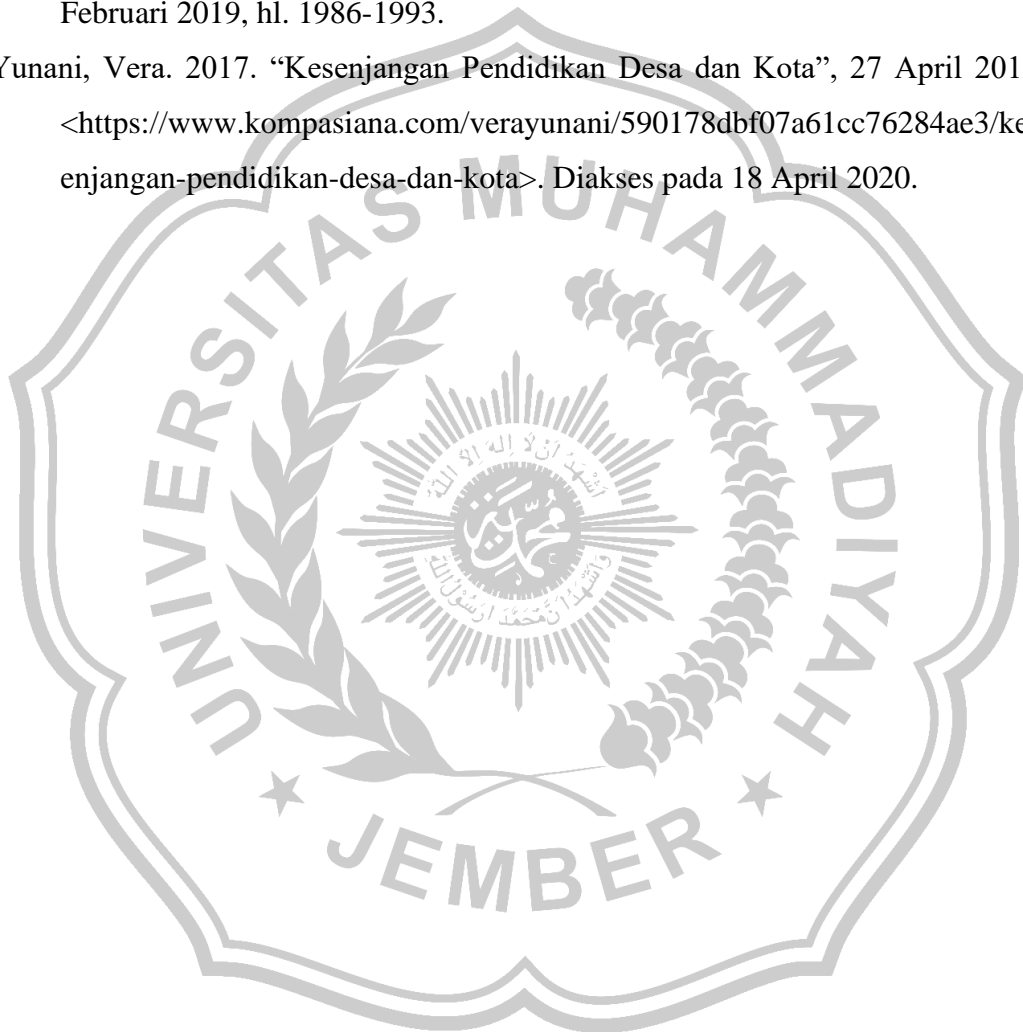 Februari 2019, hl. 1986-1993.
Yunani, Vera. 2017. “Kesenjangan Pendidikan Desa dan Kota”, 27 April 201
<https://www.kompasiana.com/verayunani/590178dbf07a61cc76284ae3/ke
enjangan-pendidikan-desa-dan-kota>. Diakses pada 18 April 2020.
UNIVERSITAS MUHAMMADIYAH
JEMBER